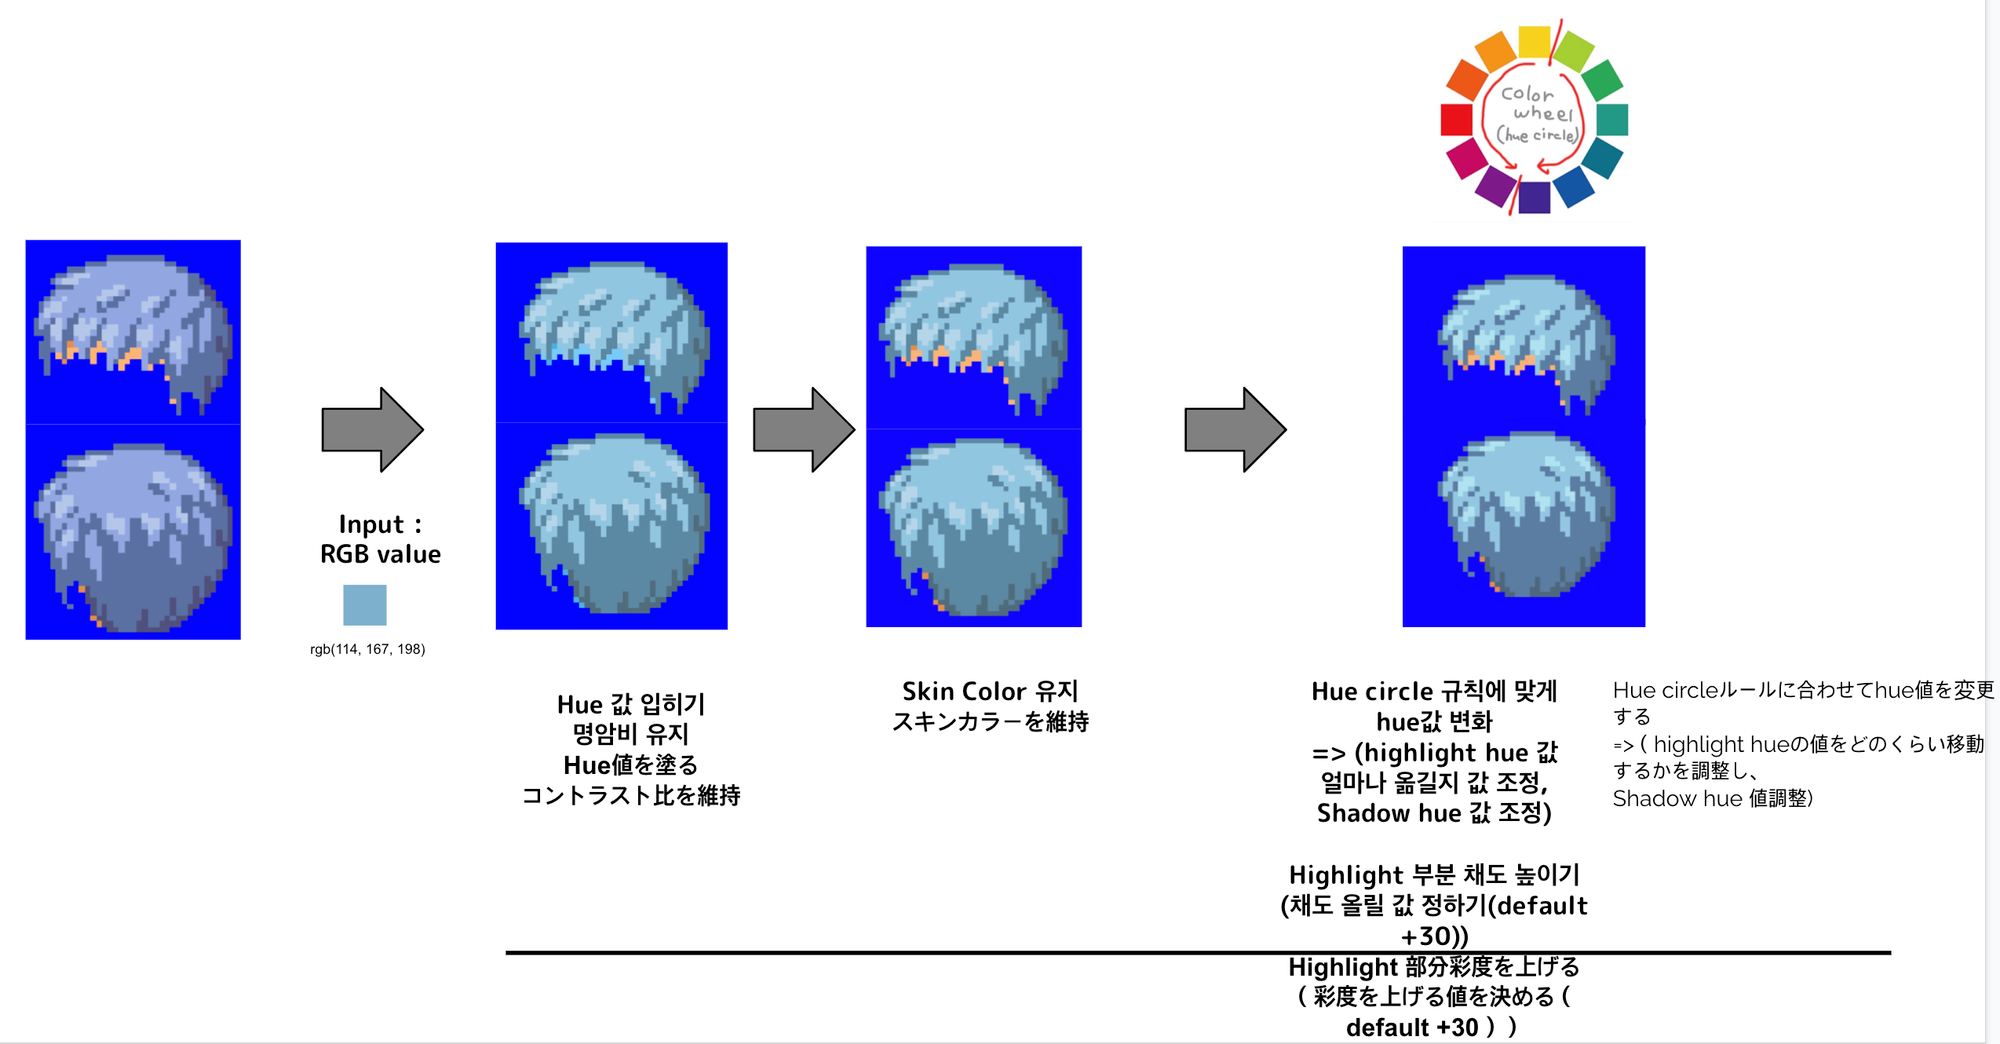 color
wheel
(hue circle)
Input :
RGB value
rgb(114, 167, 198)
Hue 값 입히기
명암비 유지
Hue値を塗る
コントラスト比を維持
Skin Color 유지
スキンカラーを維持
Hue circle 규칙에 맞게
hue값 변화
=> (highlight hue 값
얼마나 옮길지 값 조정,
Shadow hue 값 조정)
Highlight 부분 채도 높이기
(채도 올릴 값 정하기(default
+30))
Highlight 部分彩度を上げる
( 彩度を上げる値を決める (
default +30 ) )
Hue circleルールに合わせてhue値を変更
する
=> ( highlight hueの値をどのくらい移動
するかを調整し、
Shadow hue 値調整)